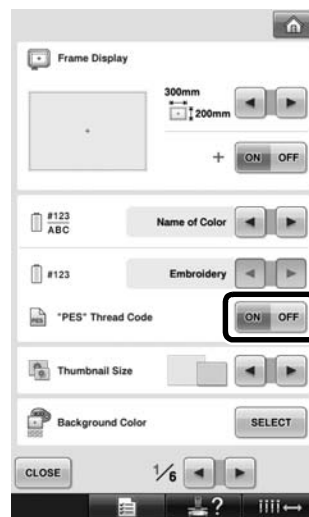 Frame Display
300mm
200mm
+ ON OFF
#123
ABC
Name of Color
#123
Embroidery
PES
"PES" Thread Code
ON OFF
Thumbnail Size
Background Color
SELECT
CLOSE
1/6
?